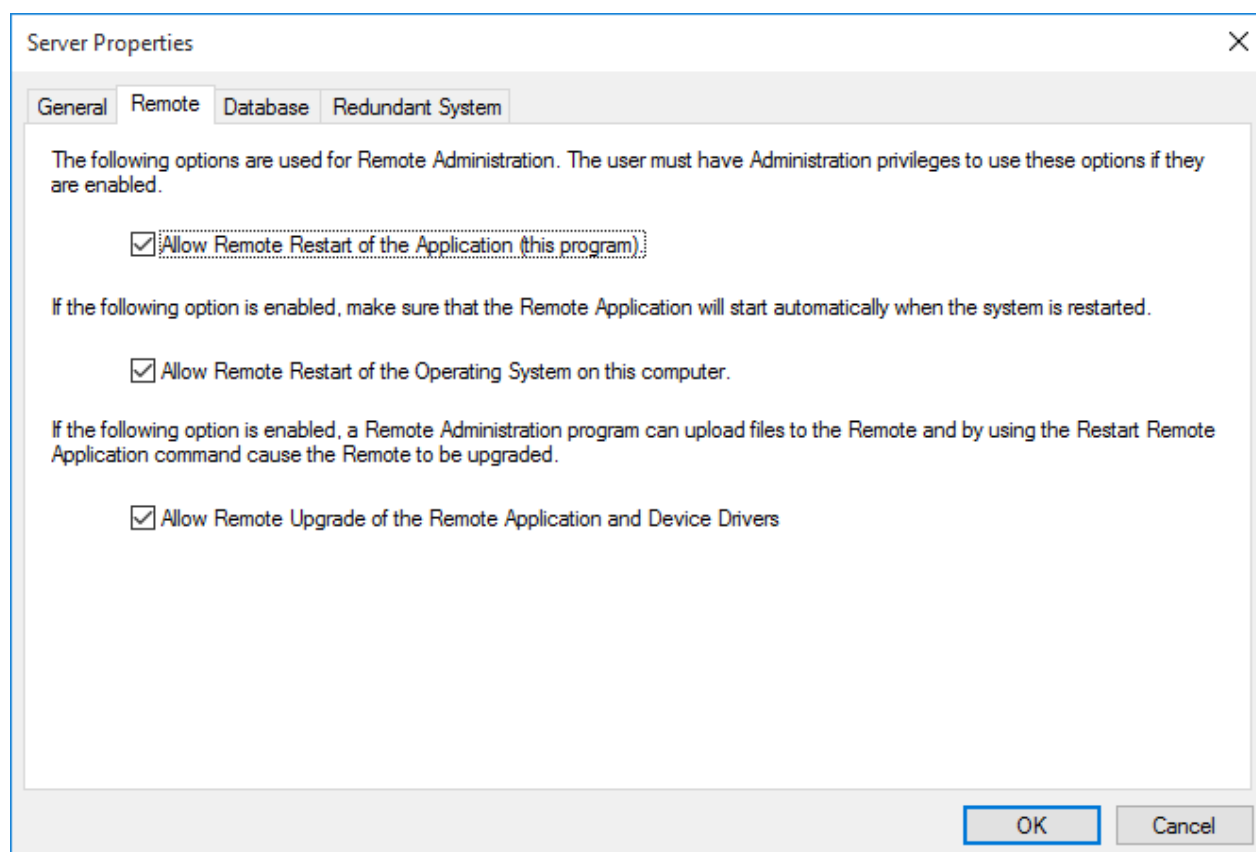 Server Properties
General Remote Database Redundant System
The following options are used for Remote Administration. The user must have Administration privileges to use these options if they
are enabled.
Allow Remote Restart of the Application (this program).
If the following option is enabled, make sure that the Remote Application will start automatically when the system is restarted.
Allow Remote Restart of the Operating System on this computer.
If the following option is enabled, a Remote Administration program can upload files to the Remote and by using the Restart Remote
Application command cause the Remote to be upgraded.
Allow Remote Upgrade of the Remote Application and Device Drivers
OK Cancel